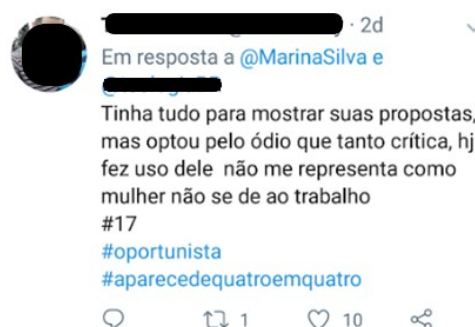 · 2d
Em resposta a @MarinaSilva e
Tinha tudo para mostrar suas propostas,
mas optou pelo ódio que tanto crítica, hj
fez uso dele não me representa como
mulher não se de ao trabalho
#17
#oportunista
#aparecedequatroemquatro
1 10